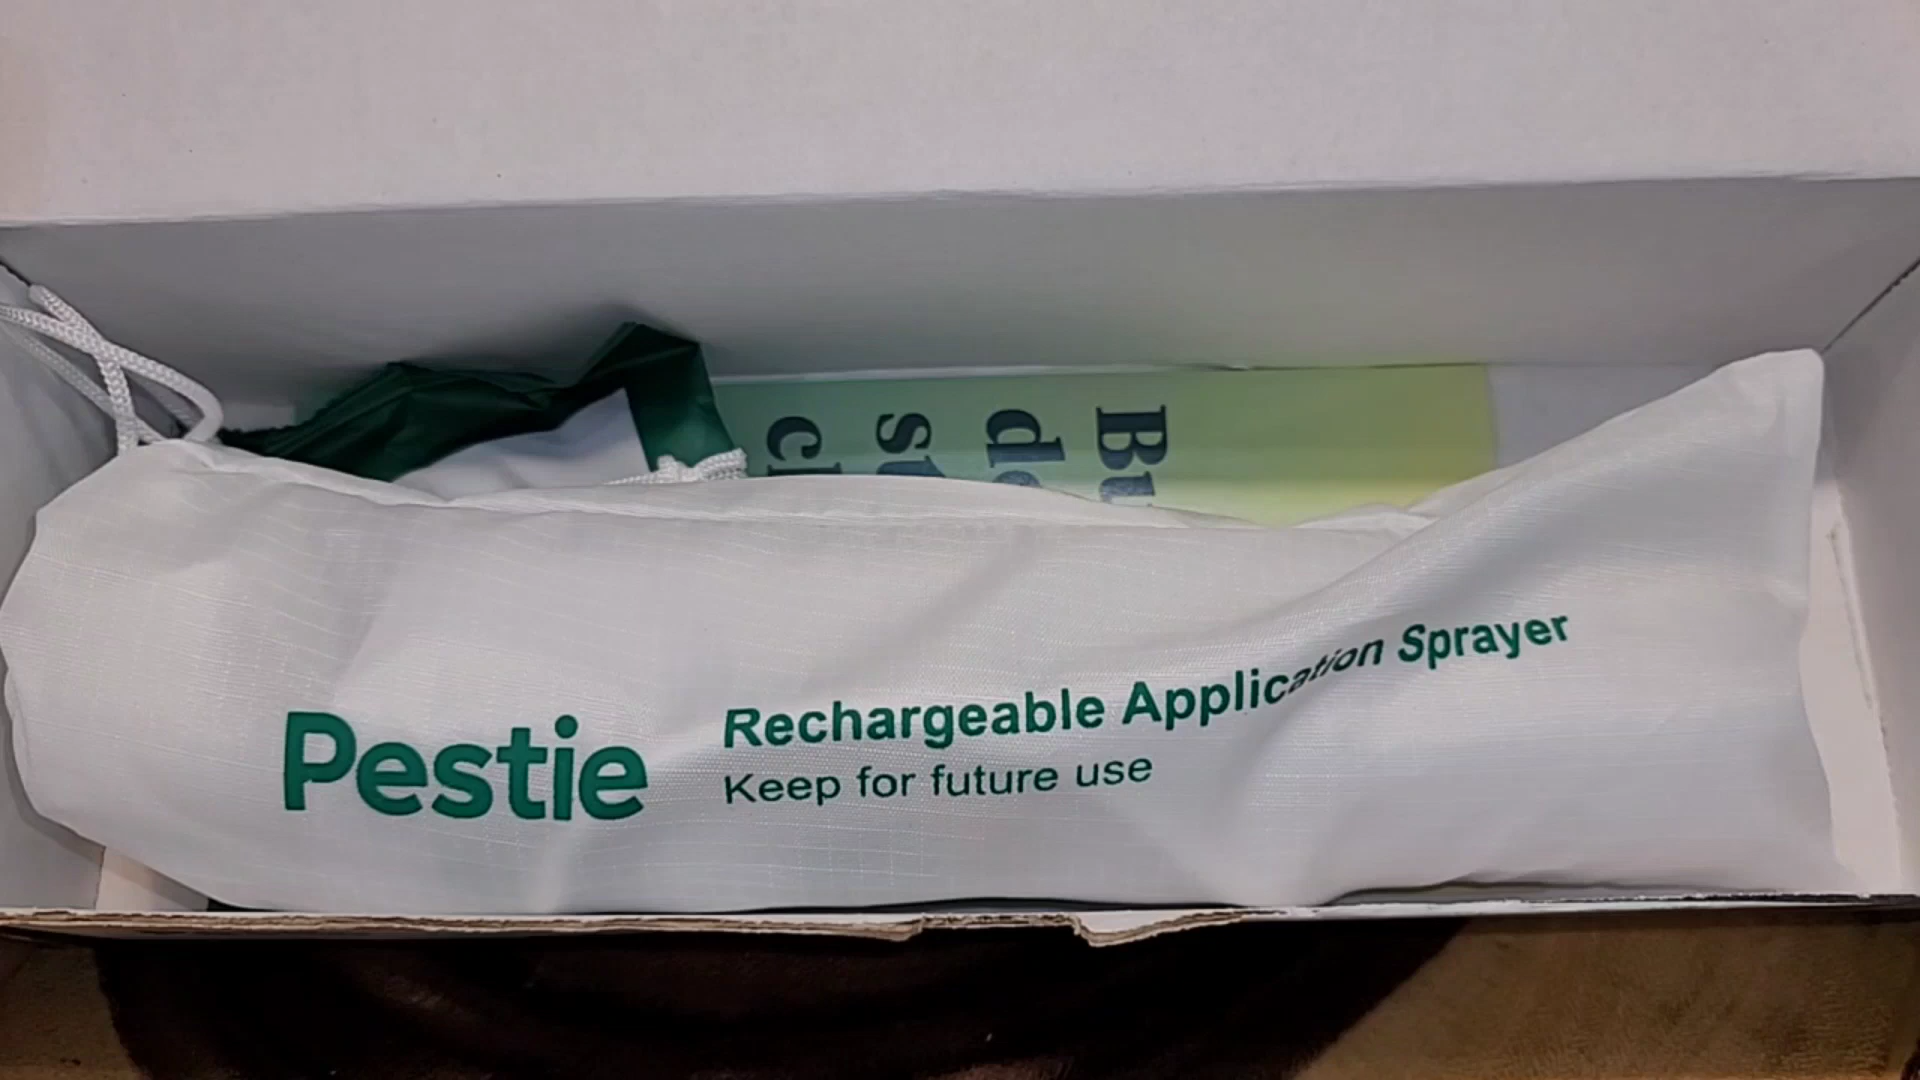 Pestie
Rechargeable Application Sprayer
Keep for future use